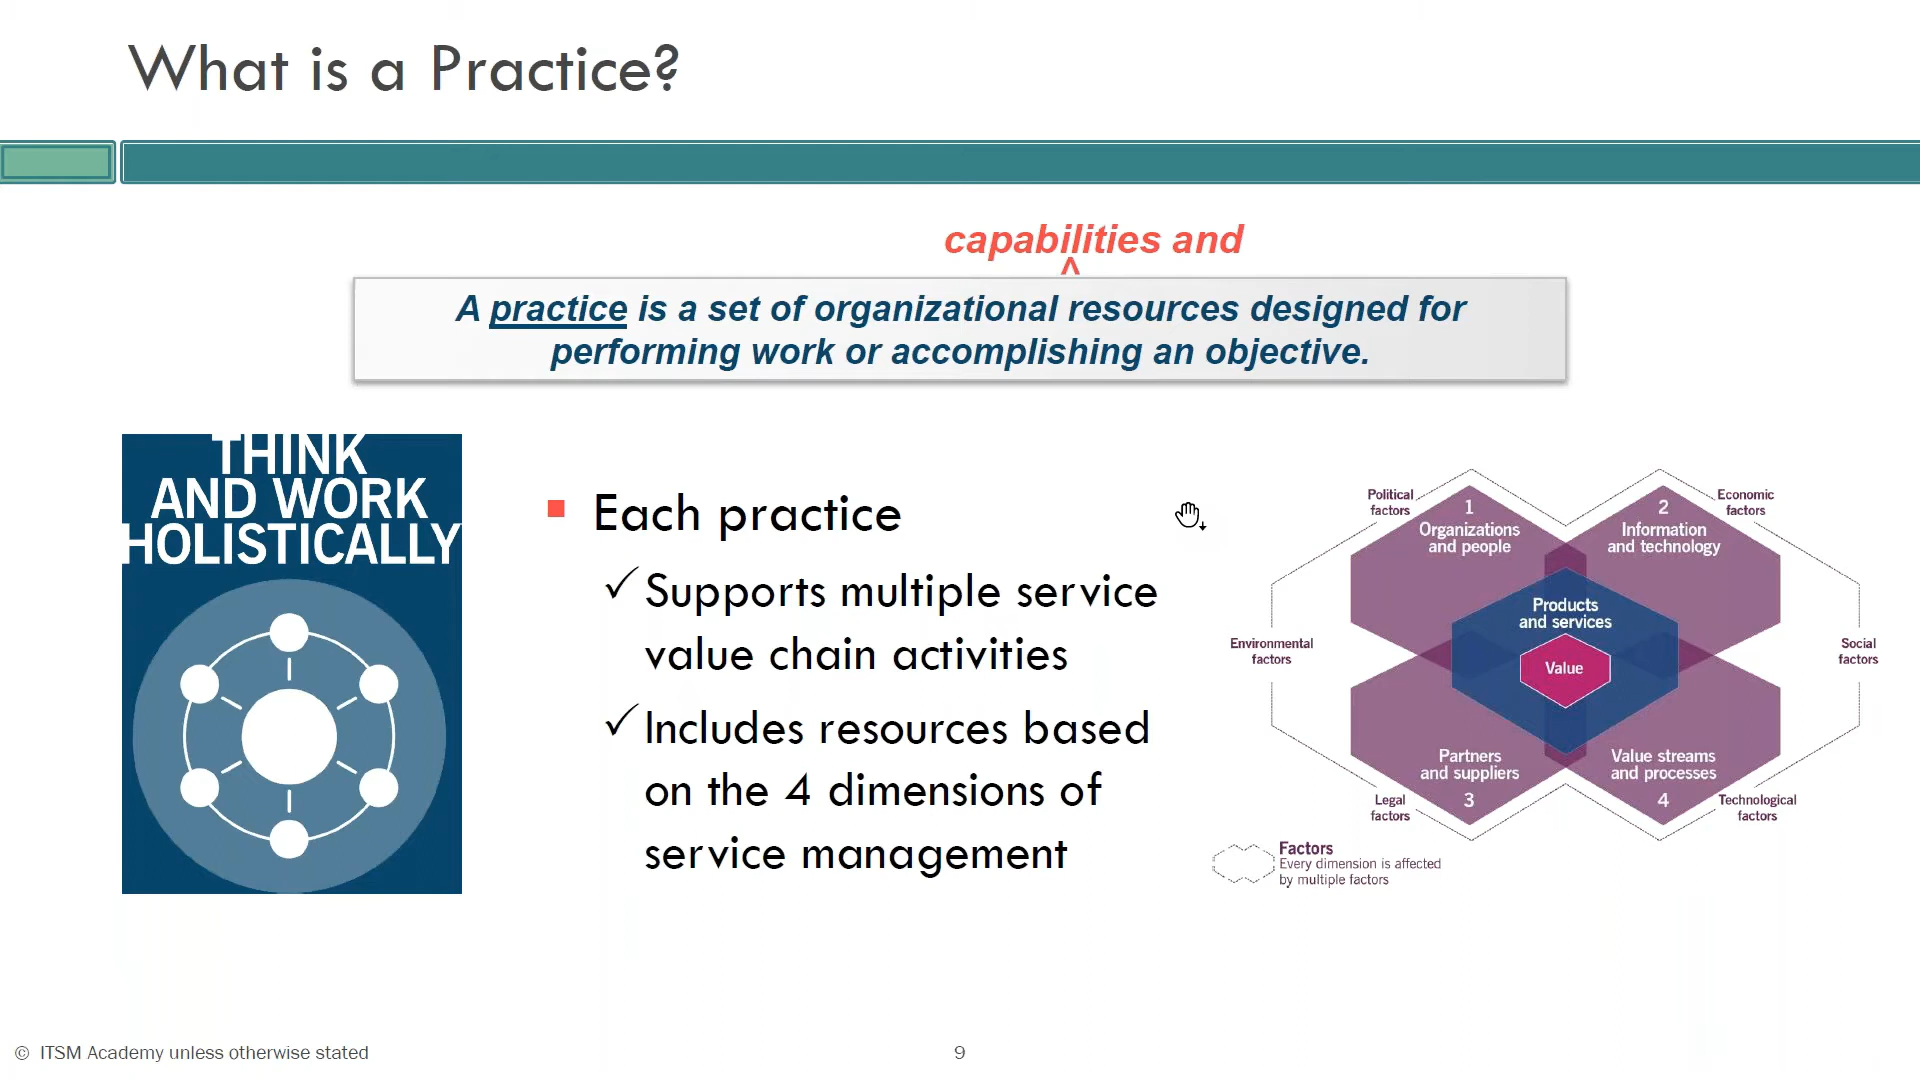 What is a Practice?
capabilities and
^
A practice is a set of organizational resources designed for
performing work or accomplishing an objective.
THINK
AND WORK
HOLISTICALLY
Each practice
✓Supports multiple service
value chain activities
✓Includes resources based
on the 4 dimensions of
service management
Political
factors
1
Organizations
and people
2
Information
and technology
Economic
factors
Products
and services
Environmental
factors
Value
Social
factors
Partners
and suppliers
3
Value streams
and processes
4
Legal
factors
Technological
factors
Factors
Every dimension is affected
by multiple factors
© ITSM Academy unless otherwise stated
9